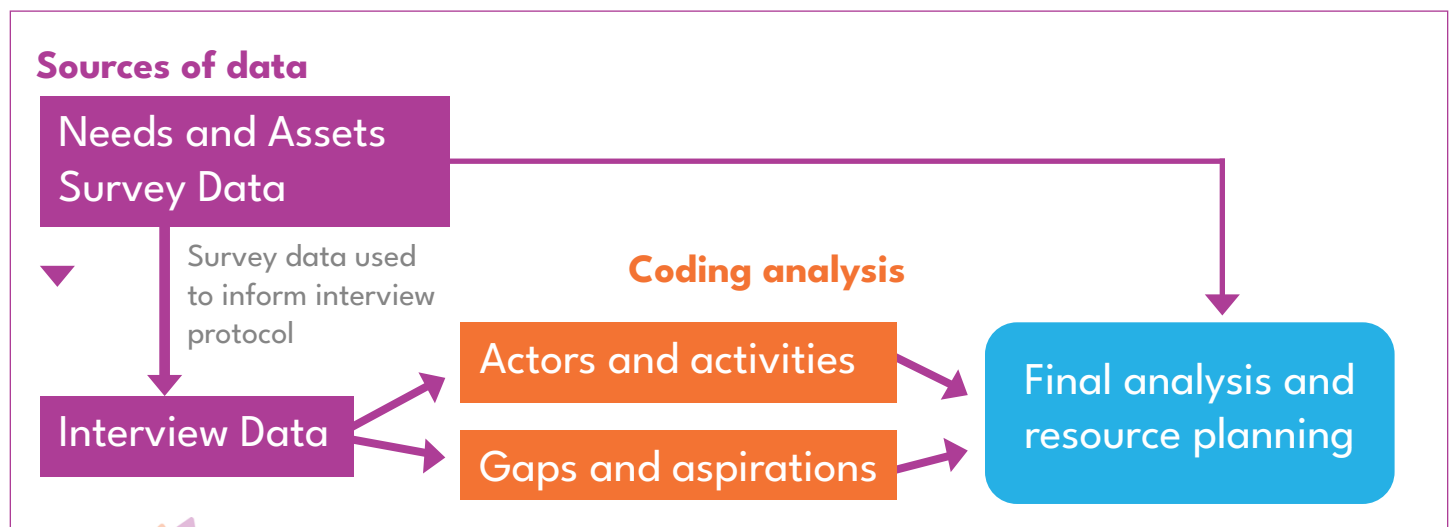 Sources of data
Needs and Assets
Survey Data
Survey data used
to inform interview
protocol
Interview Data
Coding analysis
Actors and activities
Gaps and aspirations
Final analysis and
resource planning